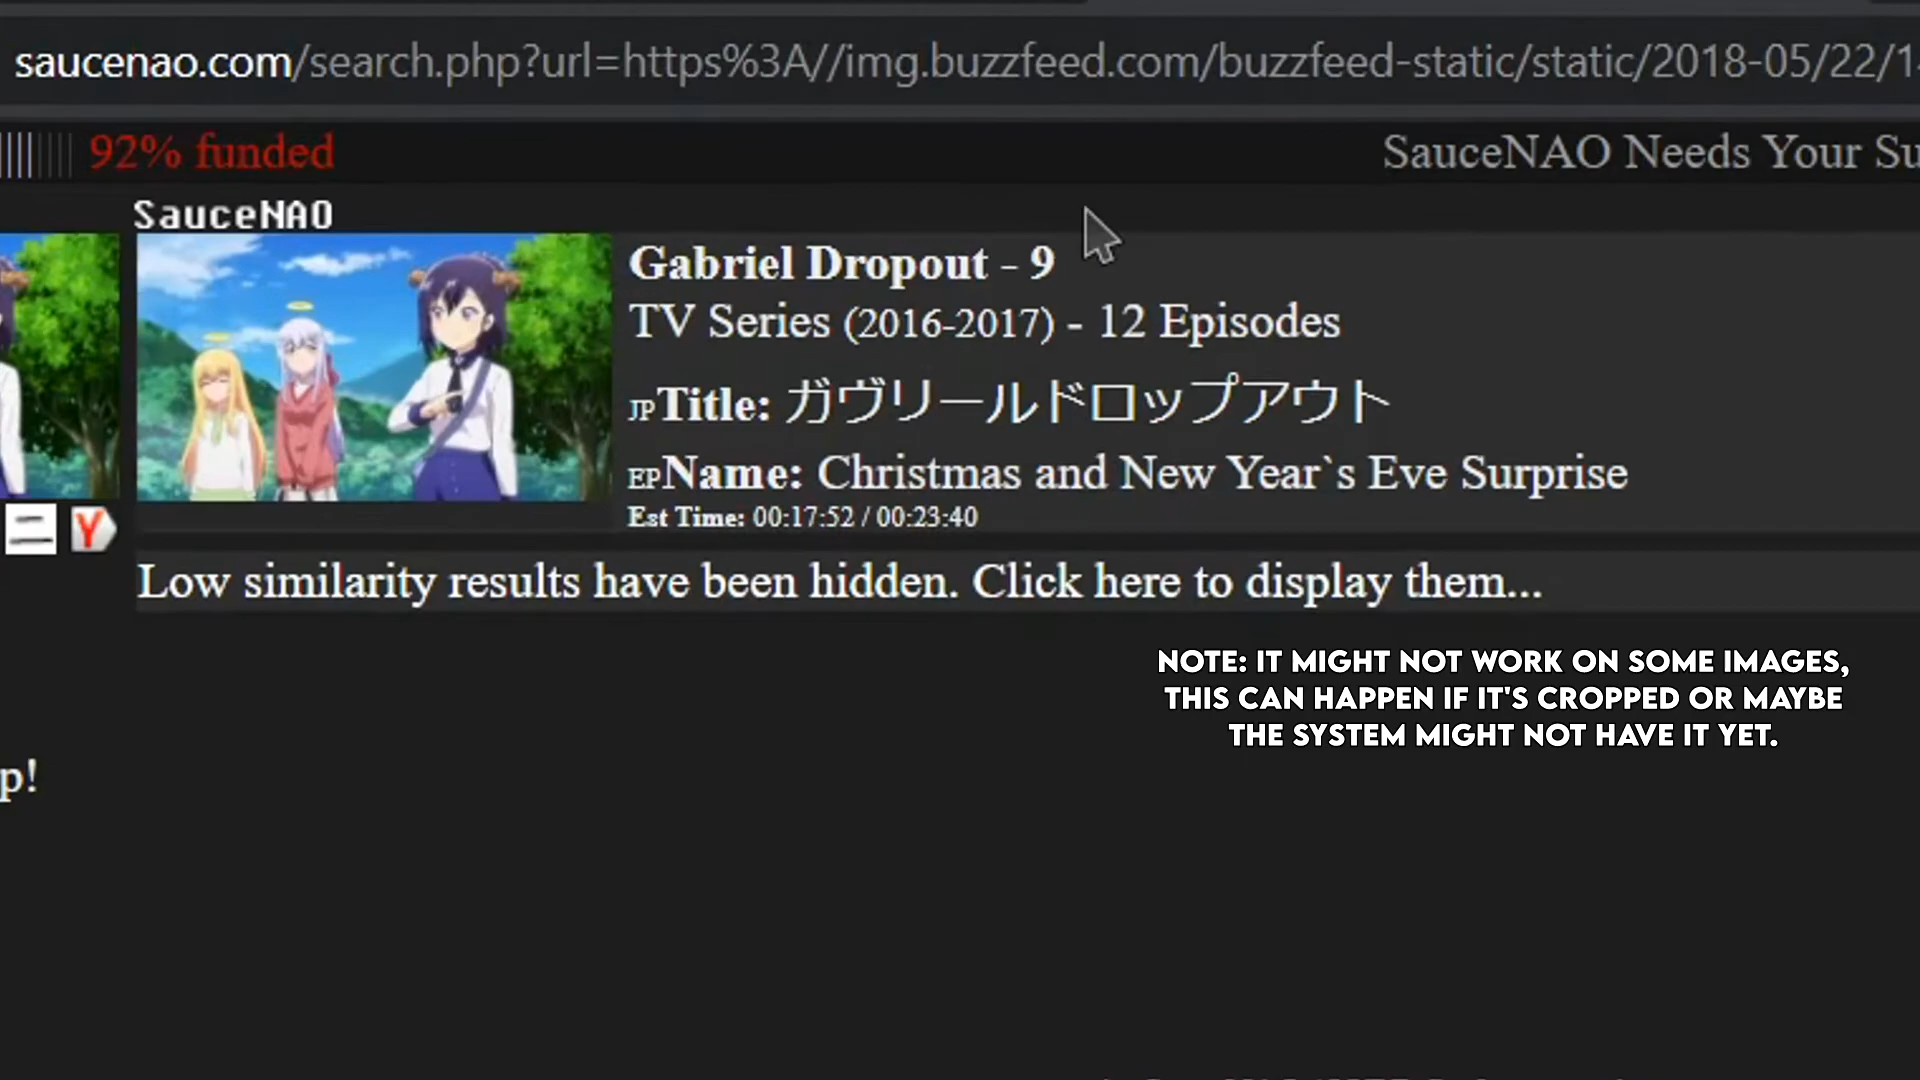 saucenao.com/search.php?url=https%3A//img.buzzfeed.com/buzzfeed-static/static/2018-05/22/1
92% funded
SauceNAO Needs Your Su
SauceNAO
Gabriel Dropout - 9
TV Series (2016-2017) - 12 Episodes
JPTitle: ガヴリールドロップアウト
EPName: Christmas and New Year`s Eve Surprise
Est Time: 00:17:52 / 00:23:40
二 Y
Low similarity results have been hidden. Click here to display them...
NOTE: IT MIGHT NOT WORK ON SOME IMAGES,
THIS CAN HAPPEN IF IT'S CROPPED OR MAYBE
THE SYSTEM MIGHT NOT HAVE IT YET.
p!